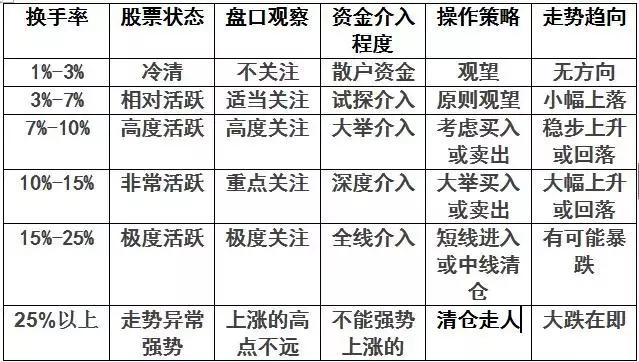 换手率 股票状态 盘口观察 资金介入程度 操作策略 走势趋向
1%-3% 冷清 不关注 散户资金 观望 无方向
3%-7% 相对活跃 适当关注 试探介入 原则观望 小幅上落
7%-10% 高度活跃 高度关注 大举介入 考虑买入或卖出 稳步上升或回落
10%-15% 非常活跃 重点关注 深度介入 大举买入或卖出 大幅上升或回落
15%-25% 极度活跃 极度关注 全线介入 短线进入或中线清仓 有可能暴跌
25%以上 走势异常强势 上涨的高点不远 不能强势上涨的 清仓走人 大跌在即